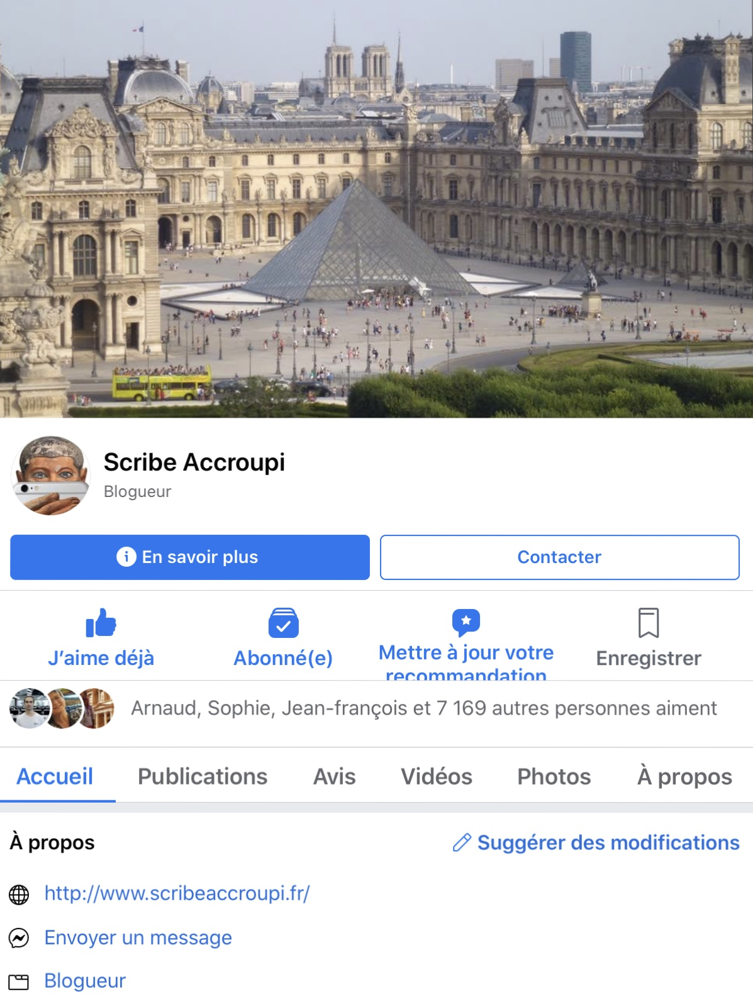 Scribe Accroupi
Blogueur
En savoir plus
Contacter
J’aime déjà
Abonné(e)
Mettre à jour votre
recommandation
Enregistrer
Arnaud, Sophie, Jean-françois et 7 169 autres personnes aiment
Accueil
Publications
Avis
Vidéos
Photos
À propos
À propos
Suggérer des modifications
http://www.scribeaccroupi.fr/
Envoyer un message
Blogueur